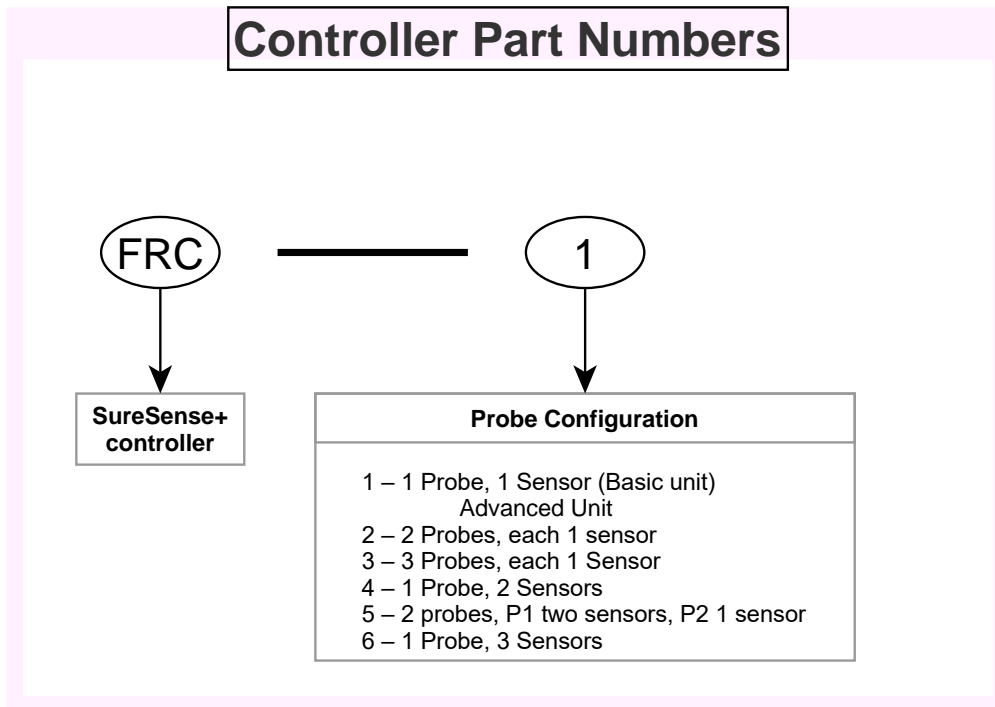 Controller Part Numbers
FRC
1
SureSense+
controller
Probe Configuration
1 – 1 Probe, 1 Sensor (Basic unit)
Advanced Unit
2 – 2 Probes, each 1 sensor
3 – 3 Probes, each 1 Sensor
4 – 1 Probe, 2 Sensors
5 – 2 probes, P1 two sensors, P2 1 sensor
6 – 1 Probe, 3 Sensors